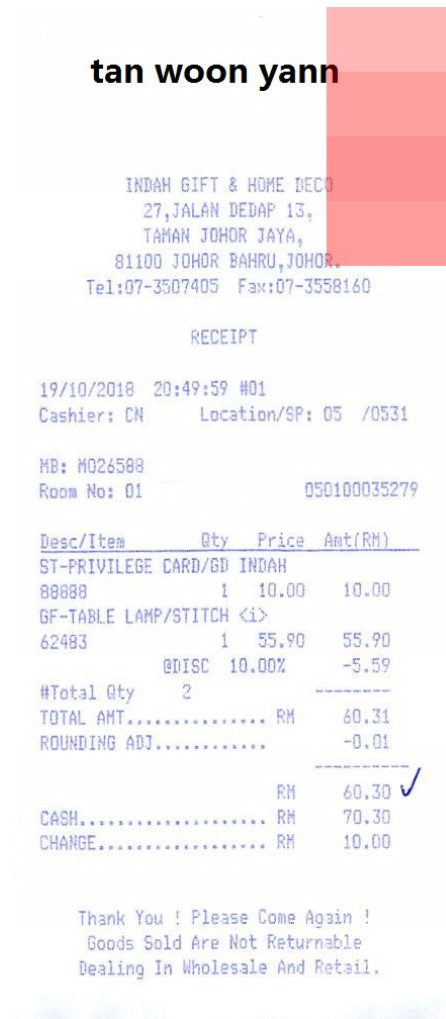 tan woon yann
INDAH GIFT & HOME DECO
27,JALAN DEDAP 13,
TAMAN JOHOR JAYA,
81100 JOHOR BAHRU,JOHOR.
Tel:07-3507405 Fax:07-3558160
RECEIPT
19/10/2018 20:49:59 #01
Cashier: CN Location/SP: 05 /0531
MB: M026588
Room No: 01 050100035279
Desc/Item Qty Price Amt(RM)
ST-PRIVILEGE CARD/GD INDAH
88888 1 10.00 10.00
GF-TABLE LAMP/STITCH <i>
62483 1 55.90 55.90
@DISC 10.00% -5.59
#Total Qty 2 --------
TOTAL AMT............... RM 60.31
ROUNDING ADJ............ -0.01
----------
RM 60.30
CASH.................... RM 70.30
CHANGE.................. RM 10.00
Thank You ! Please Come Again !
Goods Sold Are Not Returnable
Dealing In Wholesale And Retail.